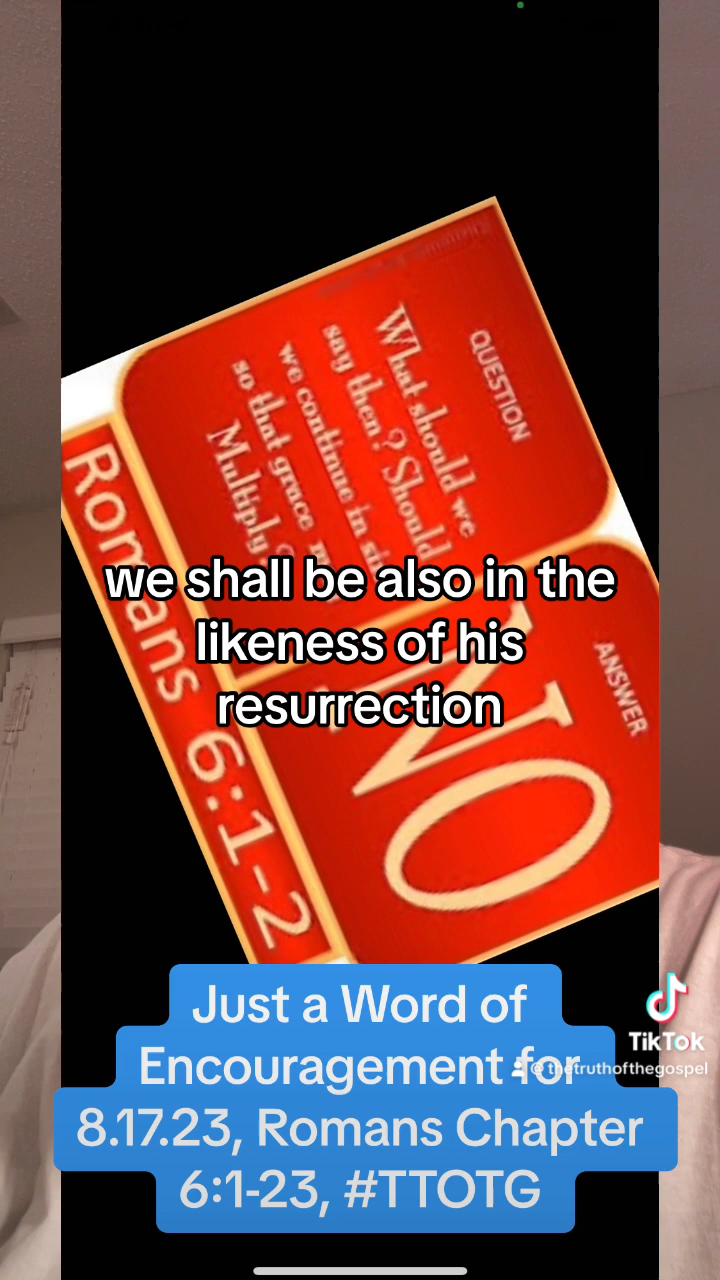 QUESTION
What should we
say then? Should
we continue in sin
so that grace
Multiply
ANSWER
NO
Romans 6:1-2
we shall be also in the
likeness of his
resurrection
Just a Word of
Encouragement for
8.17.23, Romans Chapter
6:1-23, #TTOTG
TikTok
@thetruthofthegospel